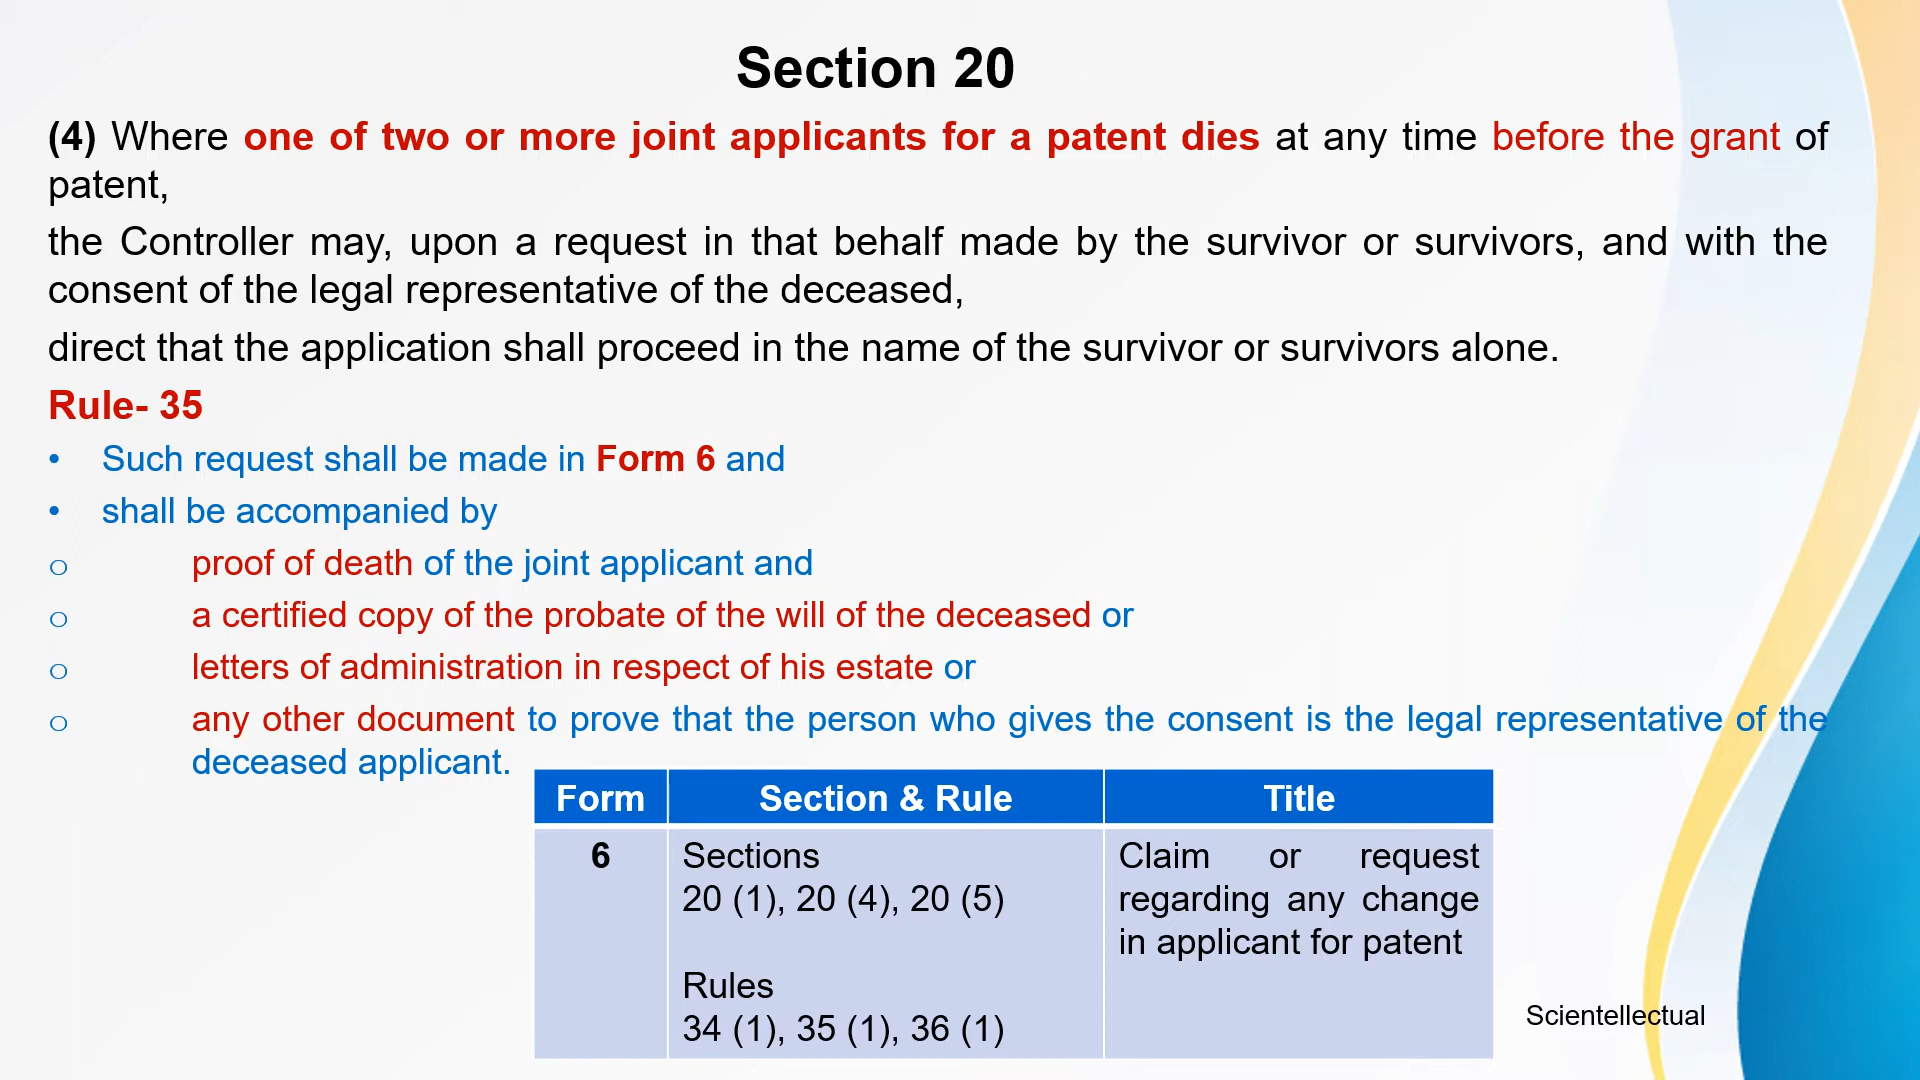 Section 20
(4) Where one of two or more joint applicants for a patent dies at any time before the grant of
patent,
the Controller may, upon a request in that behalf made by the survivor or survivors, and with the
consent of the legal representative of the deceased,
direct that the application shall proceed in the name of the survivor or survivors alone.
Rule- 35
• Such request shall be made in Form 6 and
• shall be accompanied by
o proof of death of the joint applicant and
o a certified copy of the probate of the will of the deceased or
o letters of administration in respect of his estate or
o any other document to prove that the person who gives the consent is the legal representative of the
deceased applicant.
Form Section & Rule Title
6 Sections Claim or request
20 (1), 20 (4), 20 (5) regarding any change
in applicant for patent
Rules
34 (1), 35 (1), 36 (1)
Scientellectual